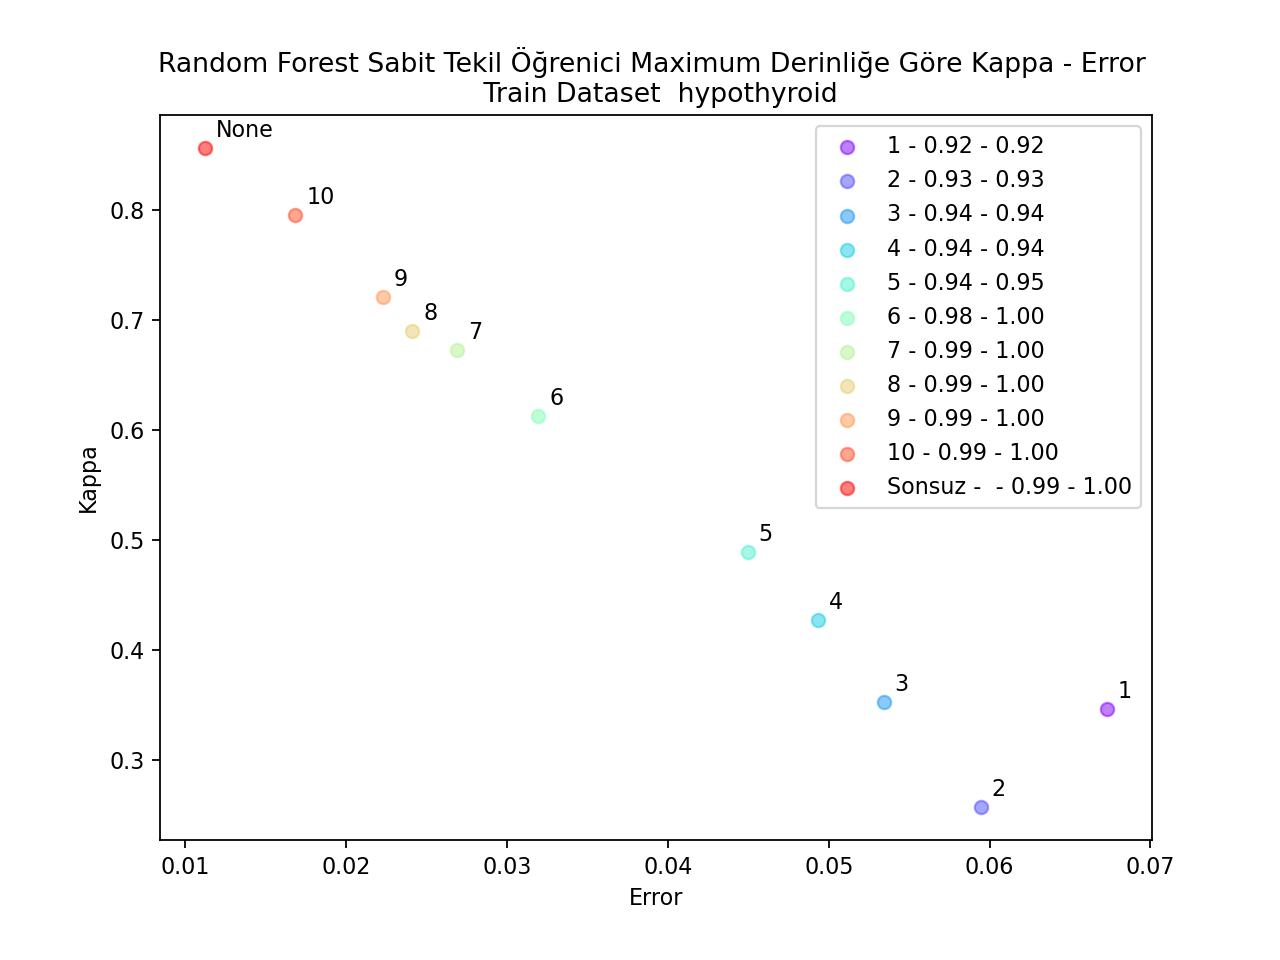 Random Forest Sabit Tekil Öğrenici Maximum Derinliğe Göre Kappa - Error
Train Dataset  hypothyroid
None
10
9
8
7
6
5
4
3
2
1
1 - 0.92 - 0.92
2 - 0.93 - 0.93
3 - 0.94 - 0.94
4 - 0.94 - 0.94
5 - 0.94 - 0.95
6 - 0.98 - 1.00
7 - 0.99 - 1.00
8 - 0.99 - 1.00
9 - 0.99 - 1.00
10 - 0.99 - 1.00
Sonsuz -  - 0.99 - 1.00
Kappa
0.8
0.7
0.6
0.5
0.4
0.3
0.01 0.02 0.03 0.04 0.05 0.06 0.07
Error